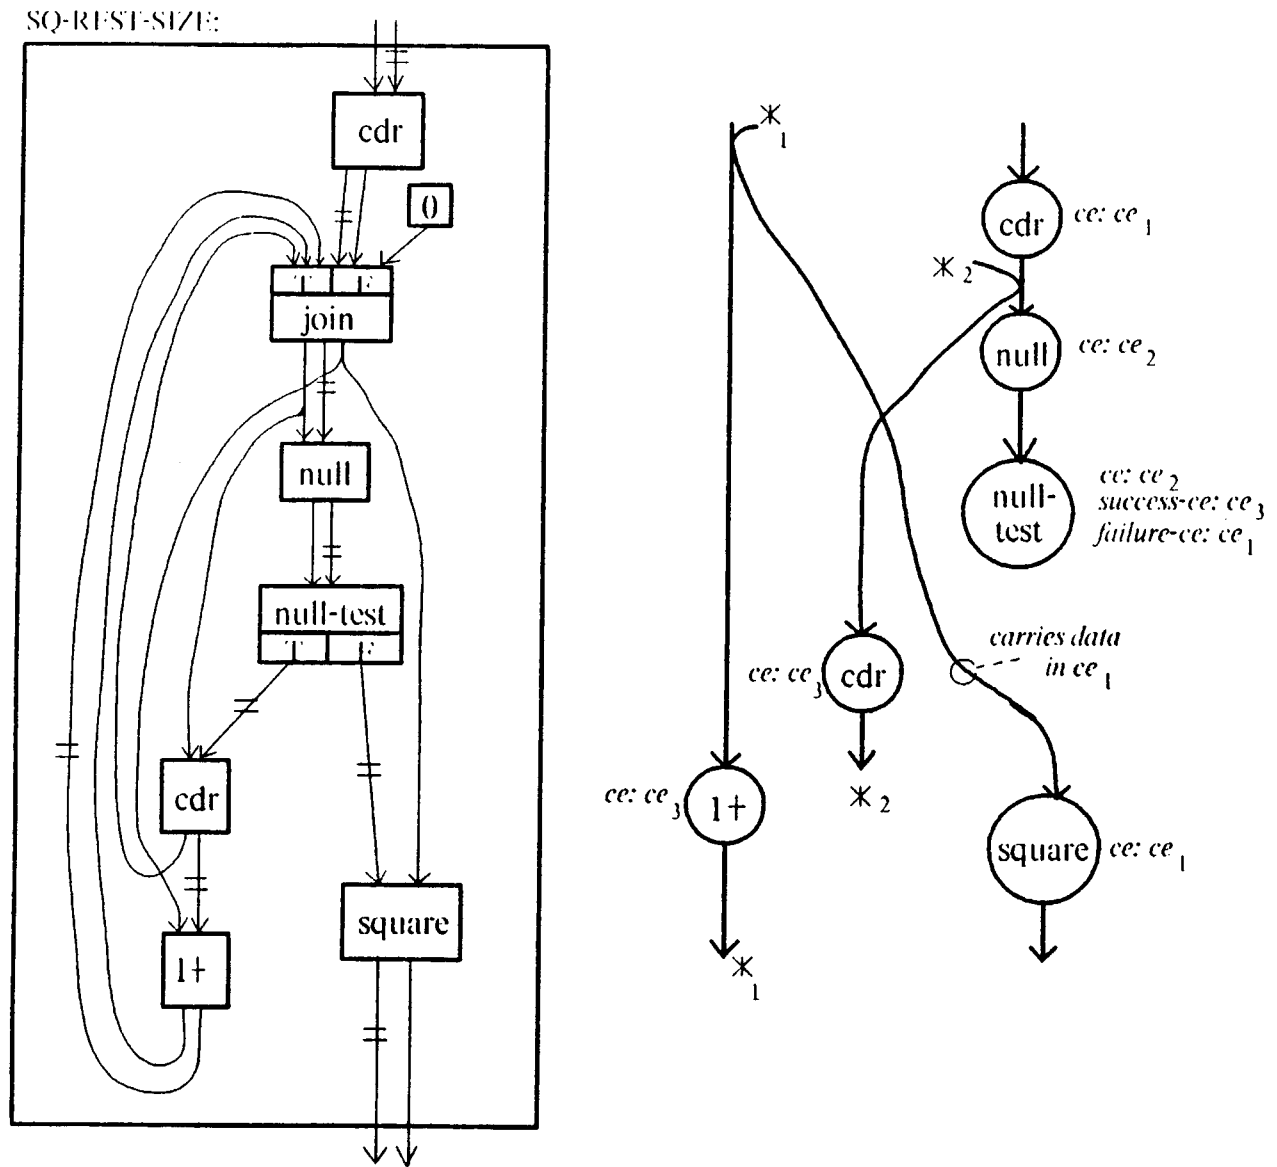 SQ-REST-SIZE:
cdr
0
T F
join
null
null-test
T F
cdr
1+
square
*1
cdr ce: ce1
*2
null ce: ce2
null-
test
ce: ce2
success-ce: ce3
failure-ce: ce1
carries data
in ce1
ce: ce3 cdr
*2
ce: ce3 1+
*1
square ce: ce1